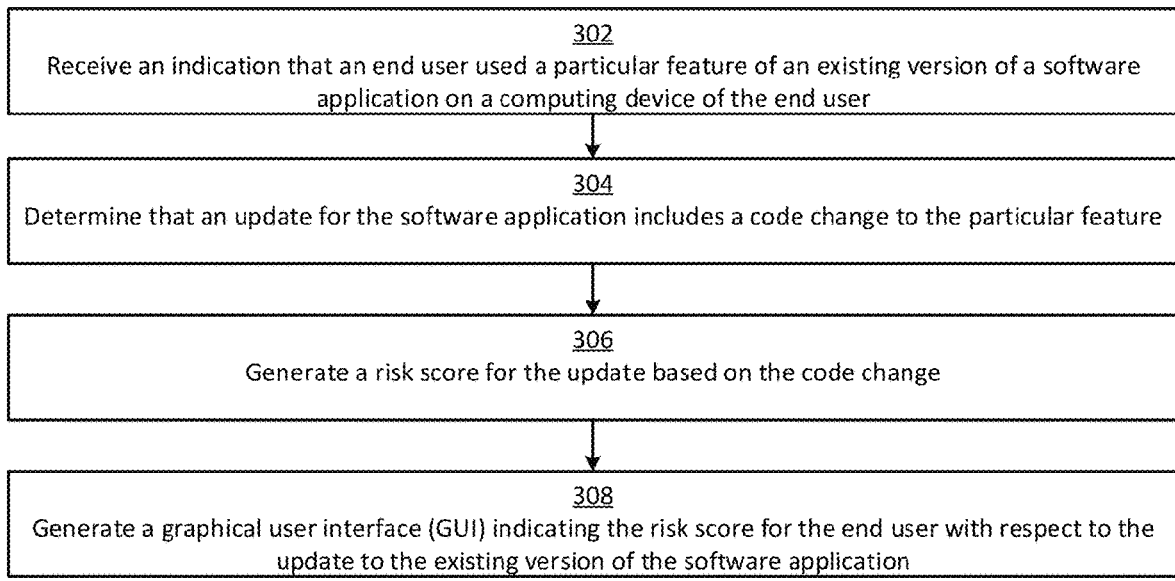 302
Receive an indication that an end user used a particular feature of an existing version of a software
application on a computing device of the end user
304
Determine that an update for the software application includes a code change to the particular feature
306
Generate a risk score for the update based on the code change
308
Generate a graphical user interface (GUI) indicating the risk score for the end user with respect to the
update to the existing version of the software application